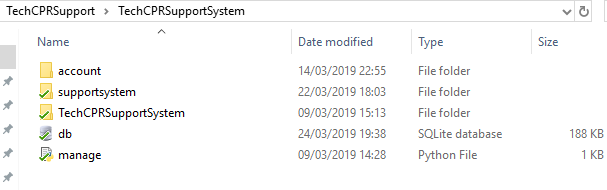 TechCPRSupport > TechCPRSupportSystem
Name Date modified Type Size
account 14/03/2019 22:55 File folder
supportsystem 22/03/2019 18:03 File folder
TechCPRSupportSystem 09/03/2019 15:13 File folder
db 24/03/2019 19:38 SQLite database 188 KB
manage 09/03/2019 14:28 Python File 1 KB